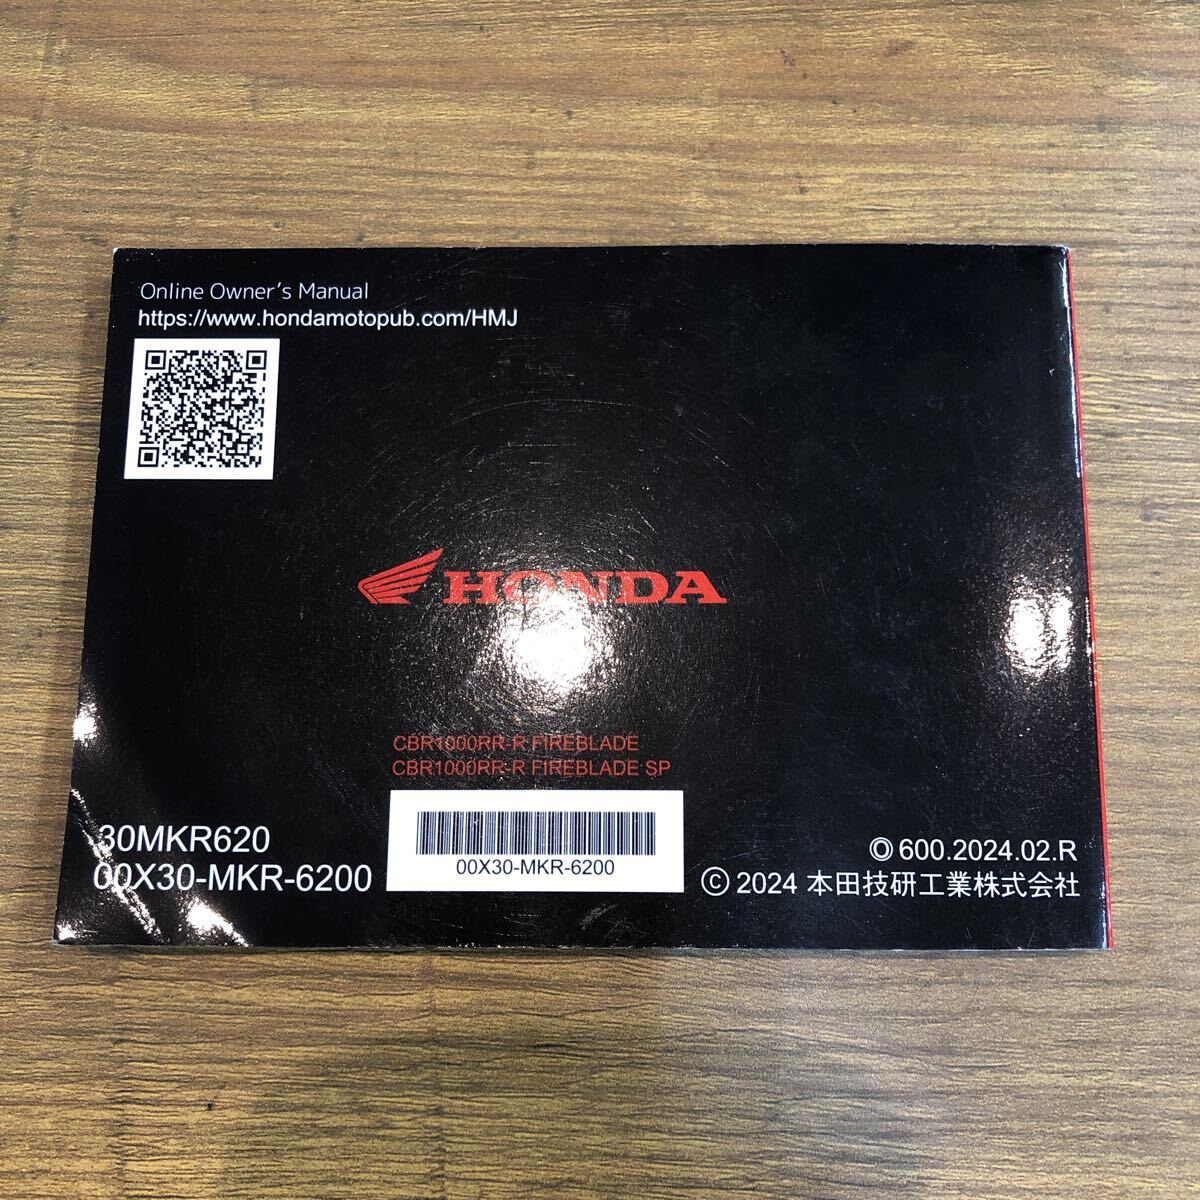 Online Owner's Manual
https://www.hondamotopub.com/HMJ
HONDA
CBR1000RR-R FIREBLADE
CBR1000RR-R FIREBLADE SP
30MKR620
00X30-MKR-6200
00X30-MKR-6200
Ⓞ 600.2024.02.R
© 2024 本田技研工業株式会社